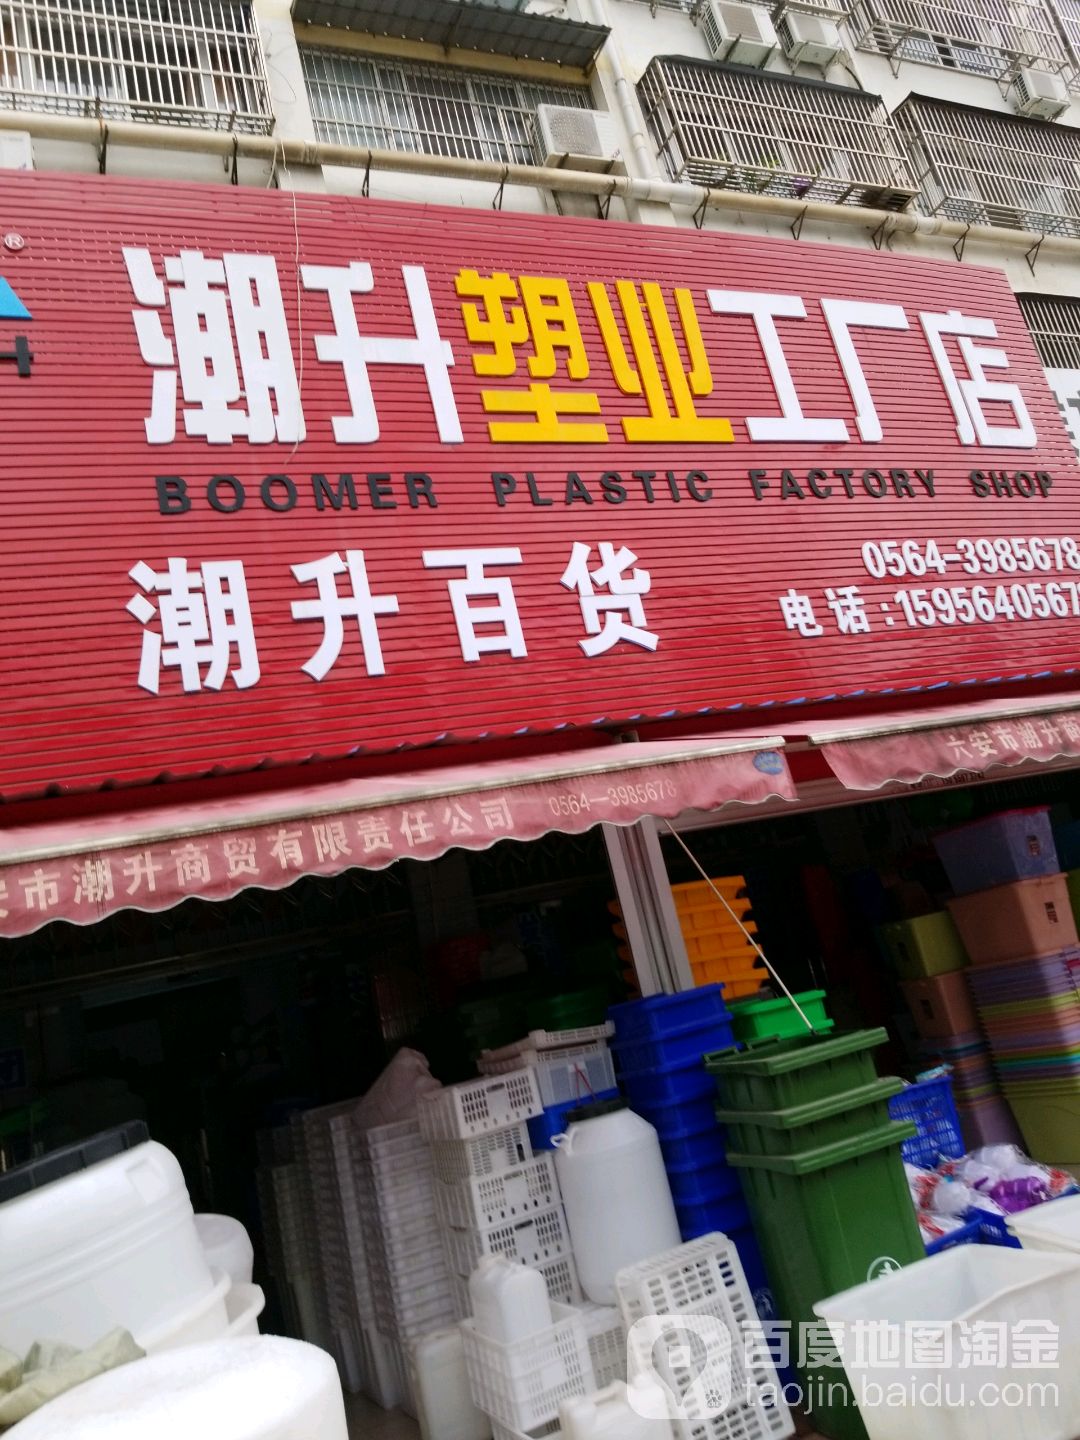 ®
潮升塑业工厂店
BOOMER PLASTIC FACTORY SHOP
潮升百货
0564-3985678
电话:1595640567
安市潮升商贸有限责任公司 0564—3985678
六安市潮升商
百度地图淘金
taojin.baidu.com